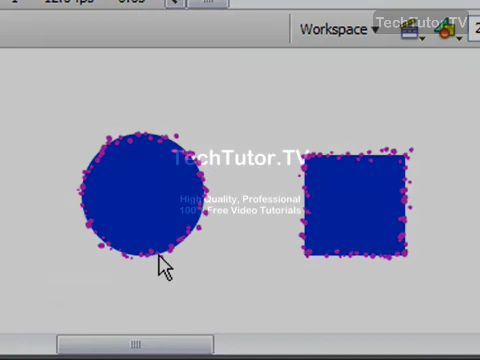 TechTutor.TV
Workspace
TechTutor.TV
High Quality, Professional
100% Free Video Tutorials